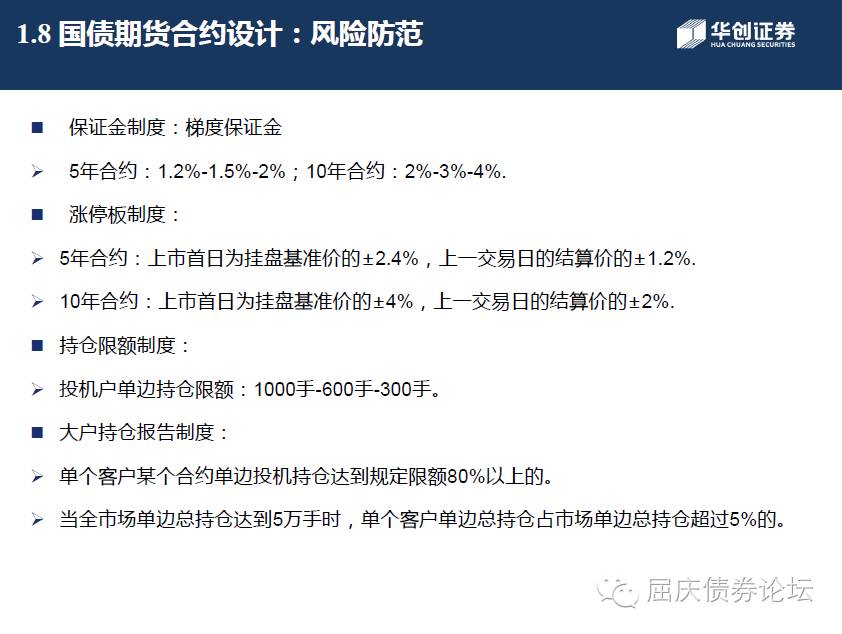 1.8 国债期货合约设计：风险防范
华创证券
HUA CHUANG SECURITIES
■ 保证金制度：梯度保证金
➢ 5年合约：1.2%-1.5%-2%；10年合约：2%-3%-4%.
■ 涨停板制度：
➢ 5年合约：上市首日为挂盘基准价的±2.4%，上一交易日的结算价的±1.2%.
➢ 10年合约：上市首日为挂盘基准价的±4%，上一交易日的结算价的±2%.
■ 持仓限额制度：
➢ 投机户单边持仓限额：1000手-600手-300手。
■ 大户持仓报告制度：
➢ 单个客户某个合约单边投机持仓达到规定限额80%以上的。
➢ 当全市场单边总持仓达到5万手时，单个客户单边总持仓占市场单边总持仓超过5%的。
屈庆债券论坛